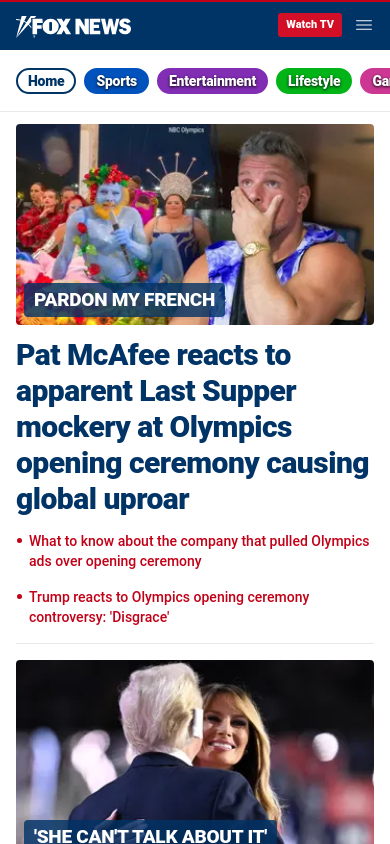 FOX NEWS
Watch TV
Home
Sports
Entertainment
Lifestyle
Ga
NBC Olympics
PARDON MY FRENCH
Pat McAfee reacts to
apparent Last Supper
mockery at Olympics
opening ceremony causing
global uproar
• What to know about the company that pulled Olympics
ads over opening ceremony
• Trump reacts to Olympics opening ceremony
controversy: 'Disgrace'
'SHE CAN'T TALK ABOUT IT'